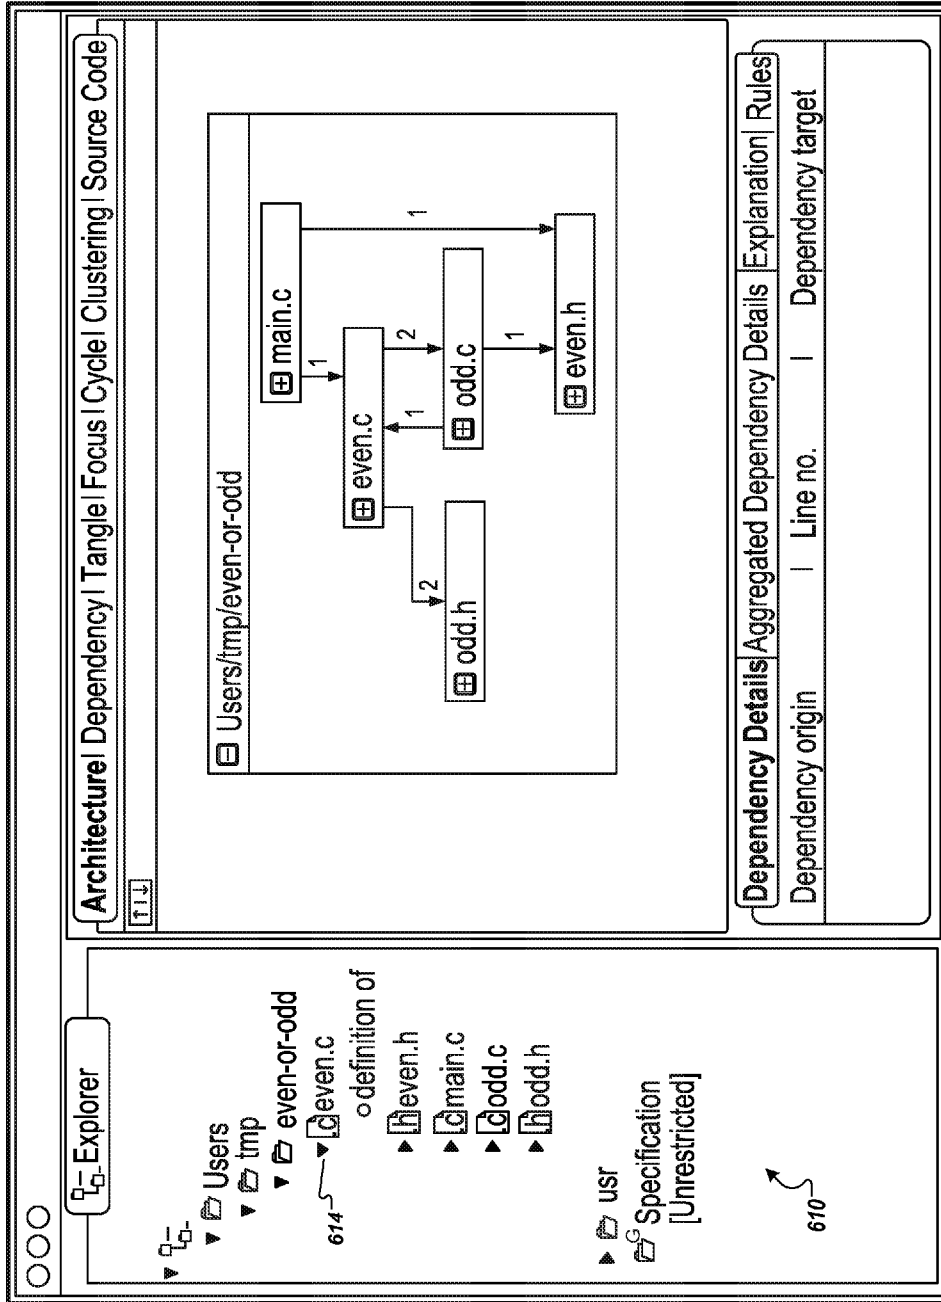 Explorer
Users
tmp
even-or-odd
.c even.c
definition of
.h even.h
.c main.c
.c odd.c
.h odd.h
usr
G
Specification
[Unrestricted]
614
610
Architecture | Dependency | Tangle | Focus | Cycle | Clustering | Source Code
↑ | ↓
Users/tmp/even-or-odd
main.c
1
1
even.c
2
1
2
odd.h
odd.c
1
even.h
Dependency Details | Aggregated Dependency Details | Explanation | Rules
Dependency origin | Line no. | Dependency target